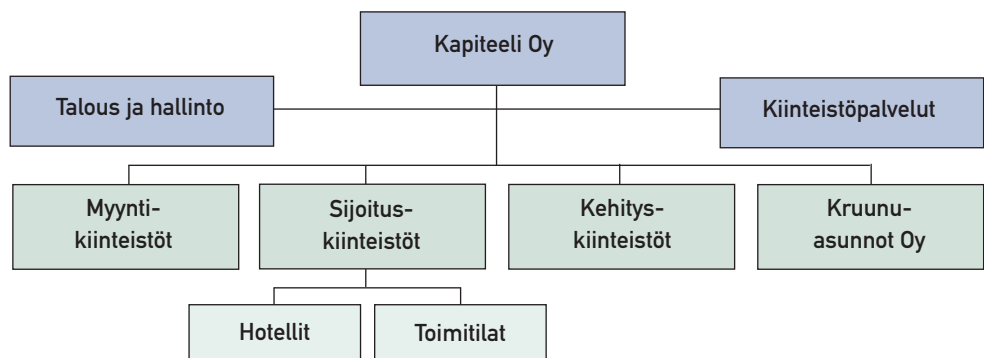 Kapiteeli Oy
Talous ja hallinto
Kiinteistöpalvelut
Myynti-
kiinteistöt
Sijoitus-
kiinteistöt
Kehitys-
kiinteistöt
Kruunu-
asunnot Oy
Hotellit
Toimitilat